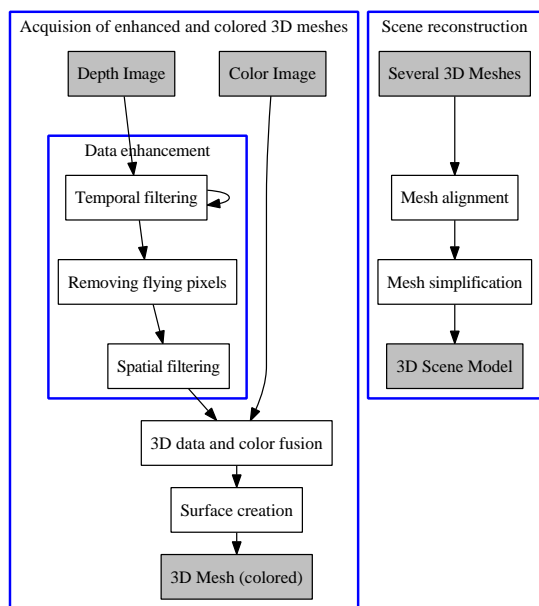 Acquision of enhanced and colored 3D meshes
Depth Image
Color Image
Data enhancement
Temporal filtering
Removing flying pixels
Spatial filtering
3D data and color fusion
Surface creation
3D Mesh (colored)
Scene reconstruction
Several 3D Meshes
Mesh alignment
Mesh simplification
3D Scene Model